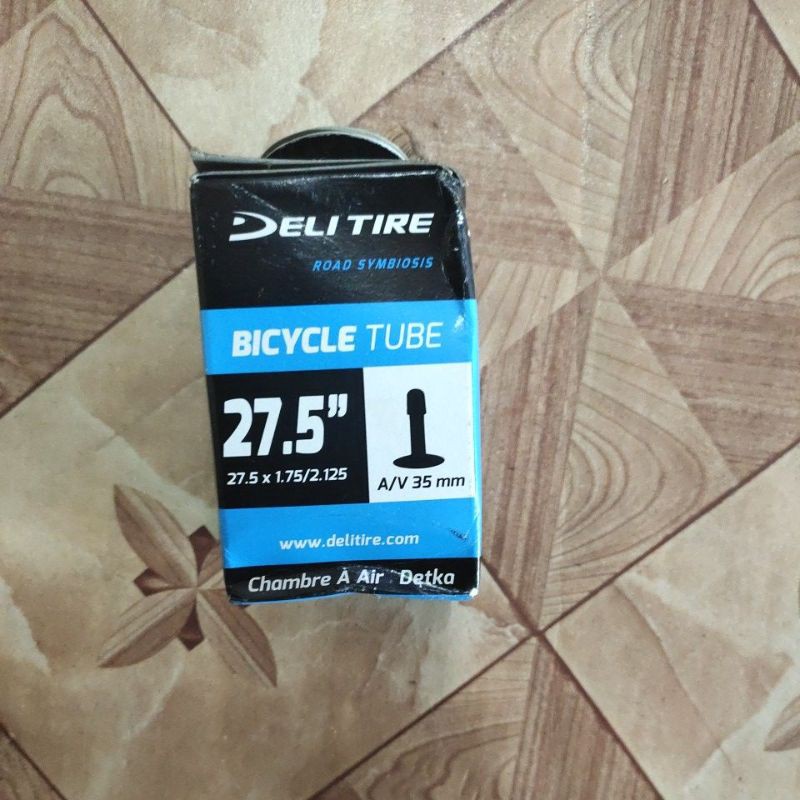 DELI TIRE
ROAD SYMBIOSIS
BICYCLE TUBE
27.5”
27.5 x 1.75/2.125
A/V 35 mm
www.delitire.com
Chambre À Air Detka